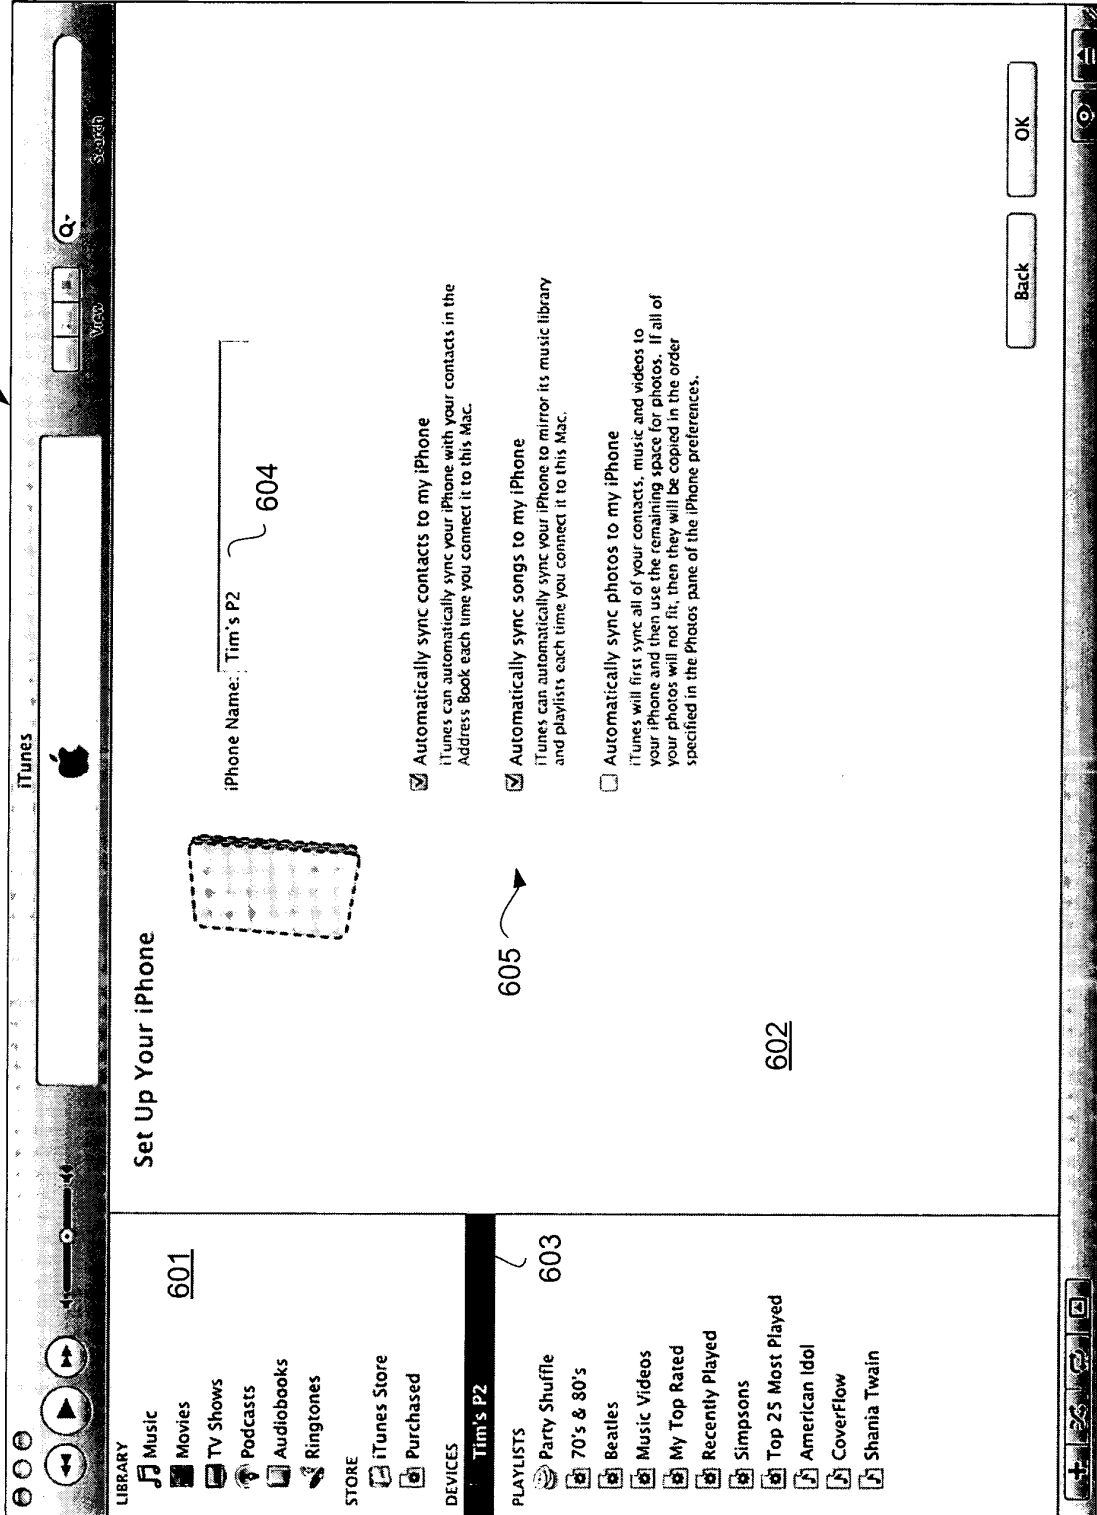 iTunes
View
Search
LIBRARY
Music
Movies
TV Shows
Podcasts
Audiobooks
Ringtones
STORE
iTunes Store
Purchased
DEVICES
Tim's P2
PLAYLISTS
Party Shuffle
70's & 80's
Beatles
Music Videos
My Top Rated
Recently Played
Simpsons
Top 25 Most Played
American Idol
CoverFlow
Shania Twain
601
603
Set Up Your iPhone
iPhone Name: Tim's P2
604
Automatically sync contacts to my iPhone
iTunes can automatically sync your iPhone with your contacts in the
Address Book each time you connect it to this Mac.
605
Automatically sync songs to my iPhone
iTunes can automatically sync your iPhone to mirror its music library
and playlists each time you connect it to this Mac.
Automatically sync photos to my iPhone
iTunes will first sync all of your contacts, music and videos to
your iPhone and then use the remaining space for photos. If all of
your photos will not fit, then they will be copied in the order
specified in the Photos pane of the iPhone preferences.
602
Back
OK